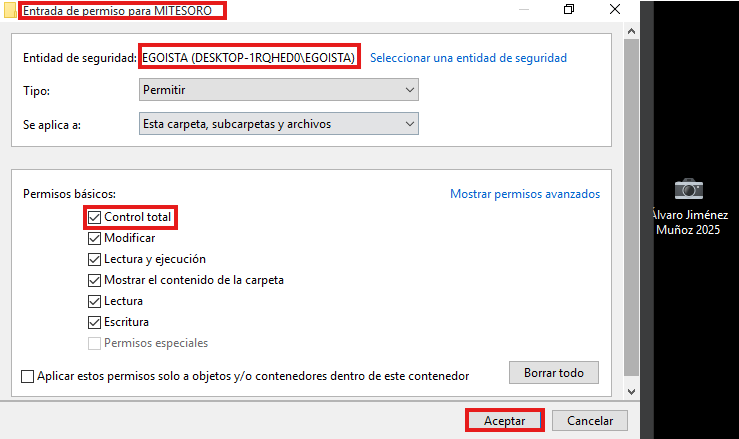 Entrada de permiso para MITESORO
Entidad de seguridad: EGOISTA (DESKTOP-1RQHED0\EGOISTA) Seleccionar una entidad de seguridad
Tipo: Permitir
Se aplica a: Esta carpeta, subcarpetas y archivos
Permisos básicos: Mostrar permisos avanzados
Control total
Modificar
Lectura y ejecución
Mostrar el contenido de la carpeta
Lectura
Escritura
Permisos especiales
Aplicar estos permisos solo a objetos y/o contenedores dentro de este contenedor
Borrar todo
Aceptar Cancelar
Álvaro Jiménez
Muñoz 2025